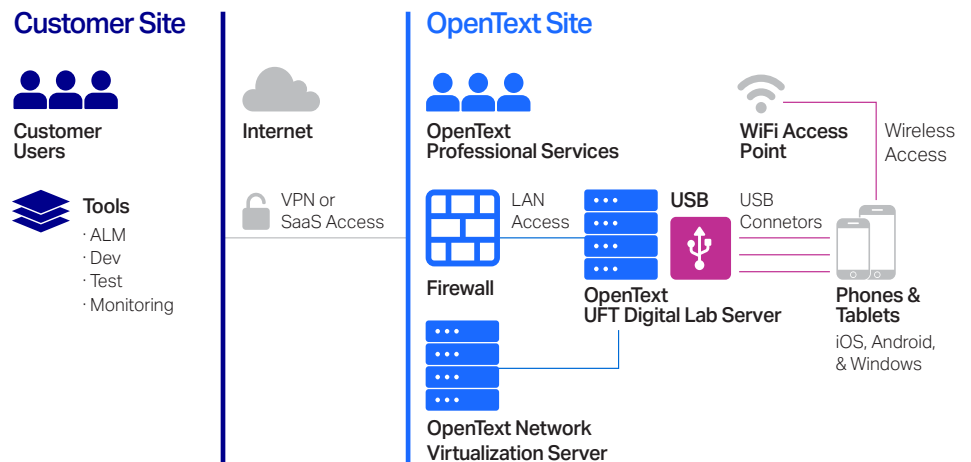 Customer Site
Customer
Users
Tools
· ALM
· Dev
· Test
· Monitoring
Internet
VPN or
SaaS Access
OpenText Site
OpenText
Professional Services
WiFi Access
Point
Wireless
Access
Firewall
LAN
Access
USB
USB
Connetors
OpenText
UFT Digital Lab Server
Phones &
Tablets
iOS, Android,
& Windows
OpenText Network
Virtualization Server